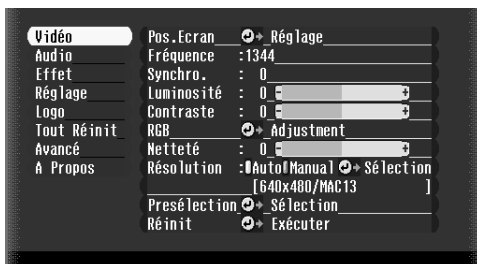 Vidéo
Audio
Effet
Réglage
Logo
Tout Réinit
Avancé
A Propos
Pos.Ecran Réglage
Fréquence :1344
Synchro. : 0
Luminosité : 0 - +
Contraste : 0 - +
RGB Adjustment
Netteté : 0 - +
Résolution : Auto Manual Sélection
[640x480/MAC13 ]
Presélection Sélection
Réinit Exécuter